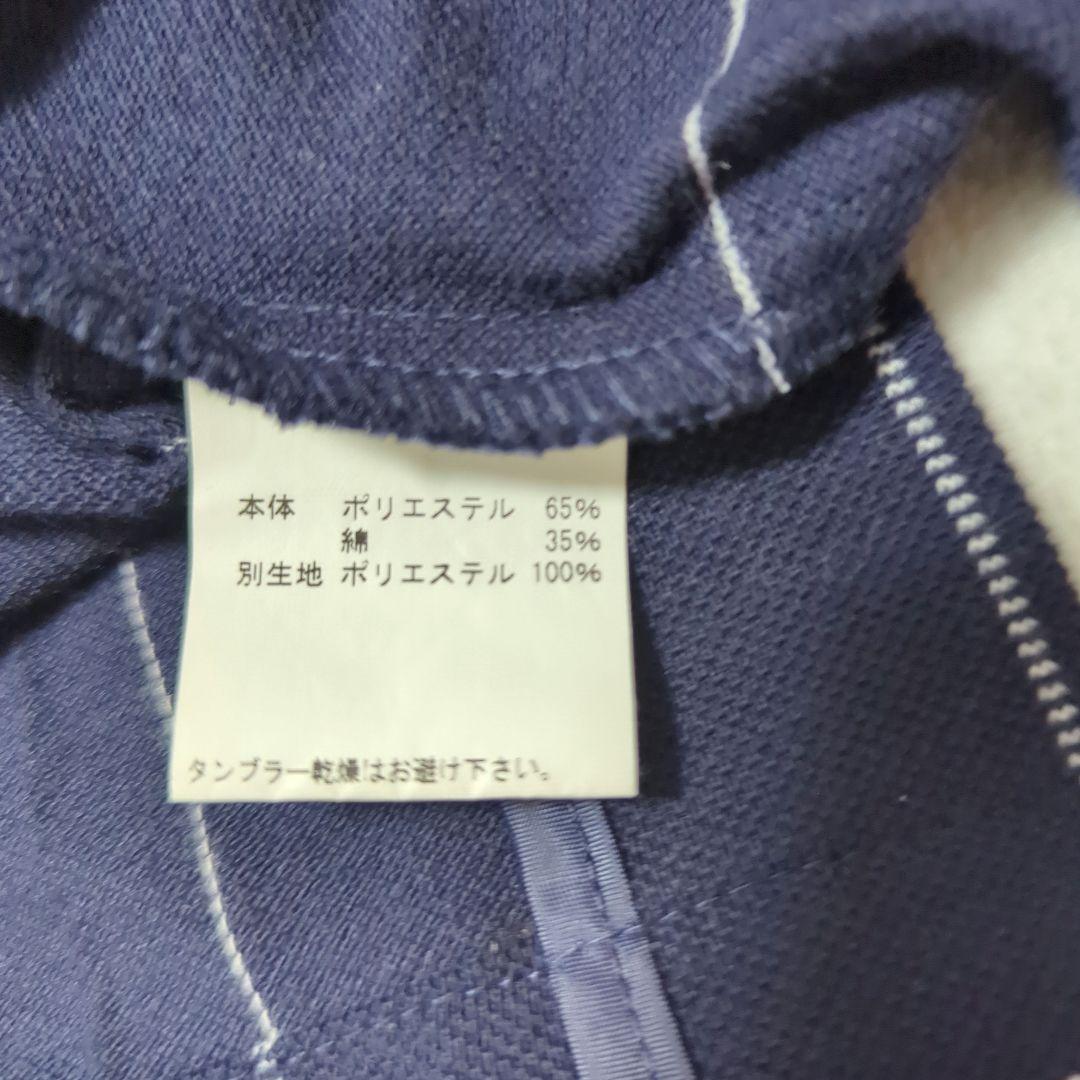 本体 ポリエステル 65%
綿 35%
別生地 ポリエステル 100%
タンブラー乾燥はお避け下さい。